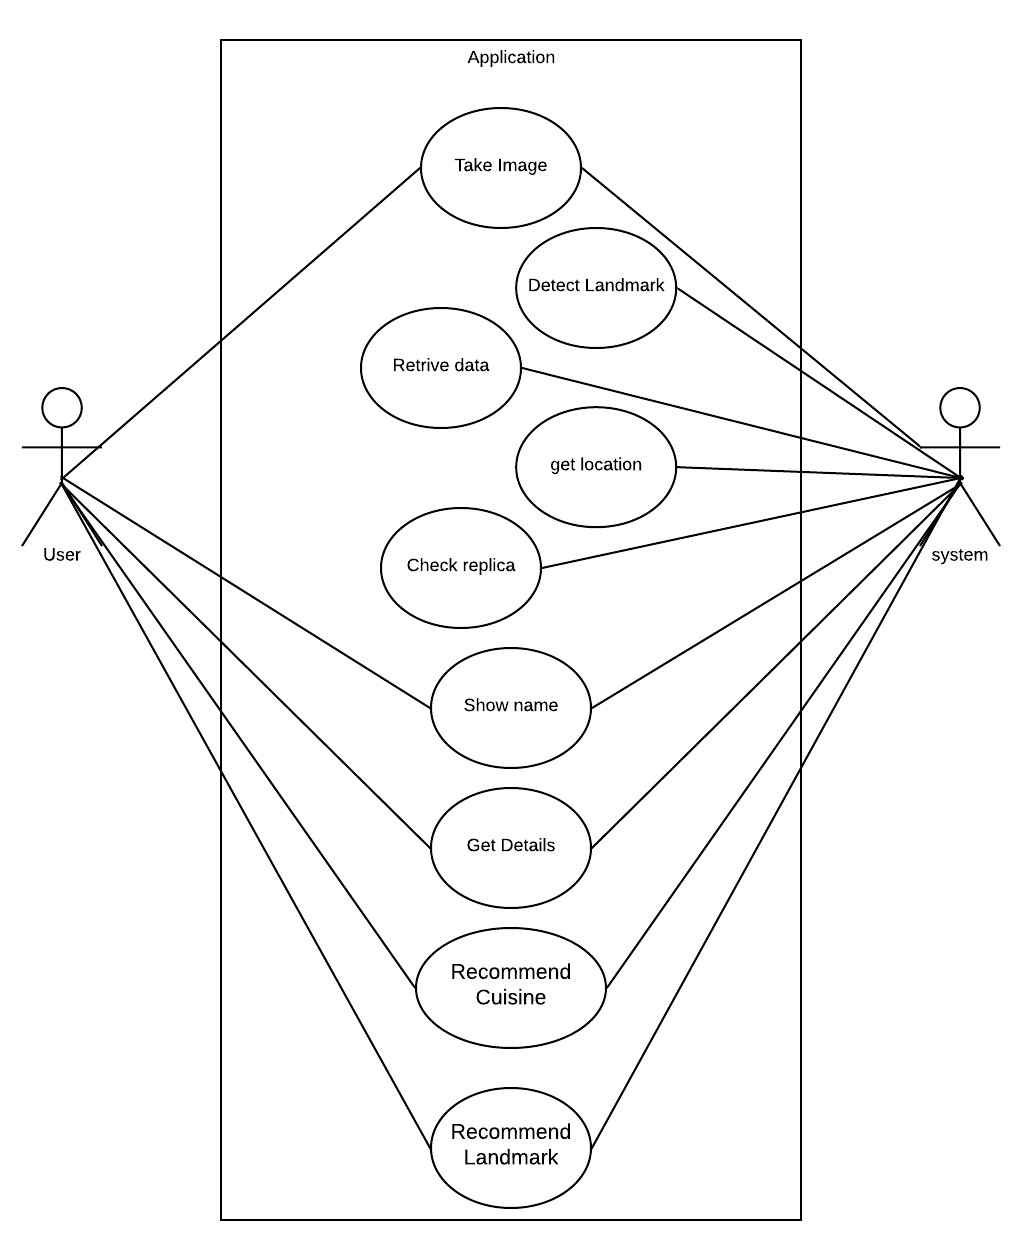 Application
Take Image
Detect Landmark
Retrive data
get location
User
system
Check replica
Show name
Get Details
Recommend
Cuisine
Recommend
Landmark